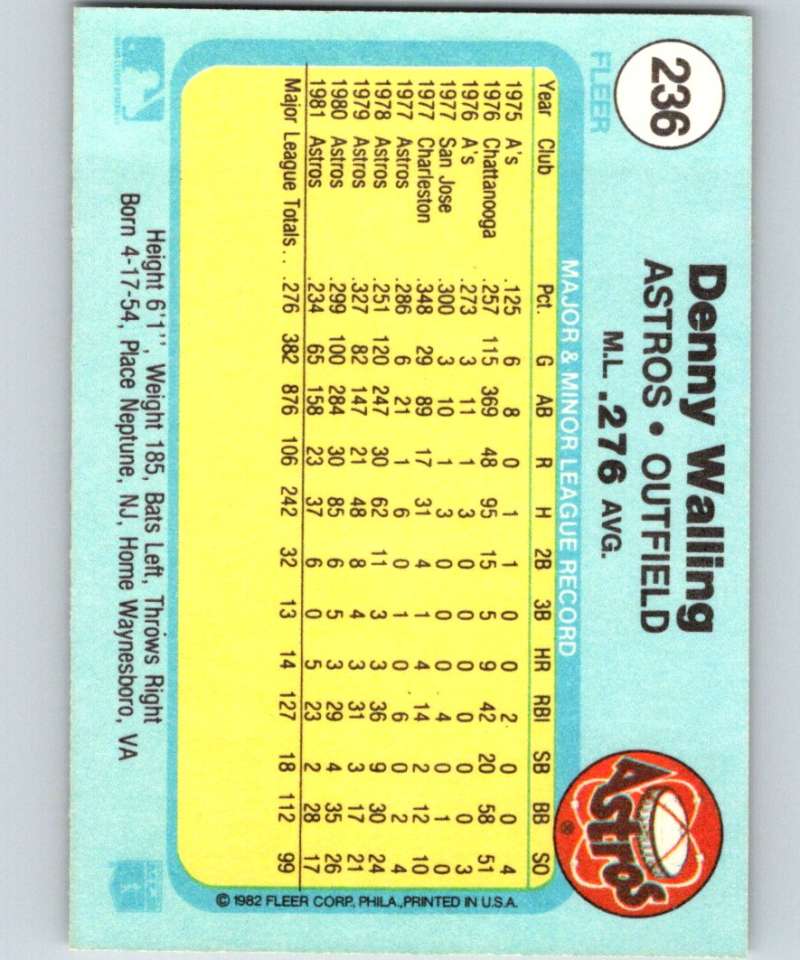 236
FLEER
Denny Walling
ASTROS • OUTFIELD
M.L. .276 AVG.
Astros
®
MAJOR & MINOR LEAGUE RECORD
Year Club Pct. G AB R H 2B 3B HR RBI SB BB SO
1975 A's .125 6 8 0 1 1 0 0 2 0 0 4
1976 Chattanooga .257 115 369 48 95 15 5 9 42 20 58 51
1976 A's .273 3 11 1 3 0 0 0 0 0 0 3
1977 San Jose .300 3 10 1 3 0 0 0 4 0 1 0
1977 Charleston .348 29 89 17 31 4 1 4 14 2 12 10
1977 Astros .286 6 21 1 6 0 1 0 6 0 2 4
1978 Astros .251 120 247 30 62 11 3 3 36 9 30 24
1979 Astros .327 82 147 21 48 8 4 3 31 3 17 21
1980 Astros .299 100 284 30 85 6 5 3 29 4 35 26
1981 Astros .234 65 158 23 37 6 0 5 23 2 28 17
Major League Totals . . .276 382 876 106 242 32 13 14 127 18 112 99
© 1982 FLEER CORP., PHILA., PRINTED IN U.S.A.
Height 6'1'', Weight 185, Bats Left, Throws Right
Born 4-17-54, Place Neptune, NJ, Home Waynesboro, VA